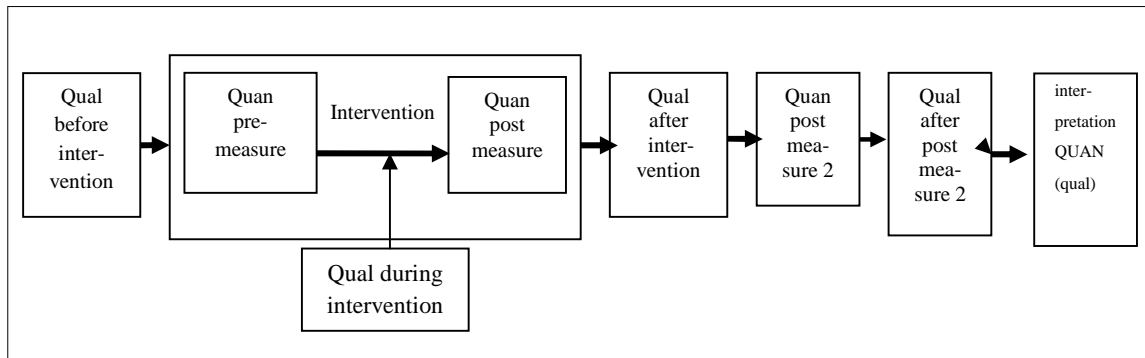 Qual
before
inter-
vention
Quan
pre-
measure
Intervention
Quan
post
measure
Qual during
intervention
Qual
after
inter-
vention
Quan
post
mea-
sure 2
Qual
after
post
mea-
sure 2
inter-
pretation
QUAN
(qual)